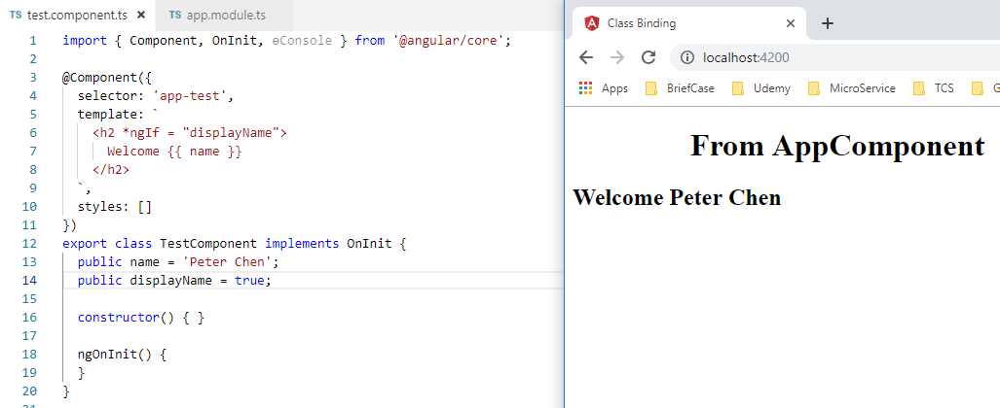 TS test.component.ts × TS app.module.ts
1 import { Component, OnInit, eConsole } from '@angular/core';
2
3 @Component({
4   selector: 'app-test',
5   template: `
6     <h2 *ngIf = "displayName">
7       Welcome {{ name }}
8     </h2>
9   `,
10   styles: []
11 })
12 export class TestComponent implements OnInit {
13   public name = 'Peter Chen';
14   public displayName = true;
15
16   constructor() { }
17
18   ngOnInit() {
19   }
20 }
21
Class Binding × +
localhost:4200
Apps BriefCase Udemy MicroService TCS G
From AppComponent
Welcome Peter Chen